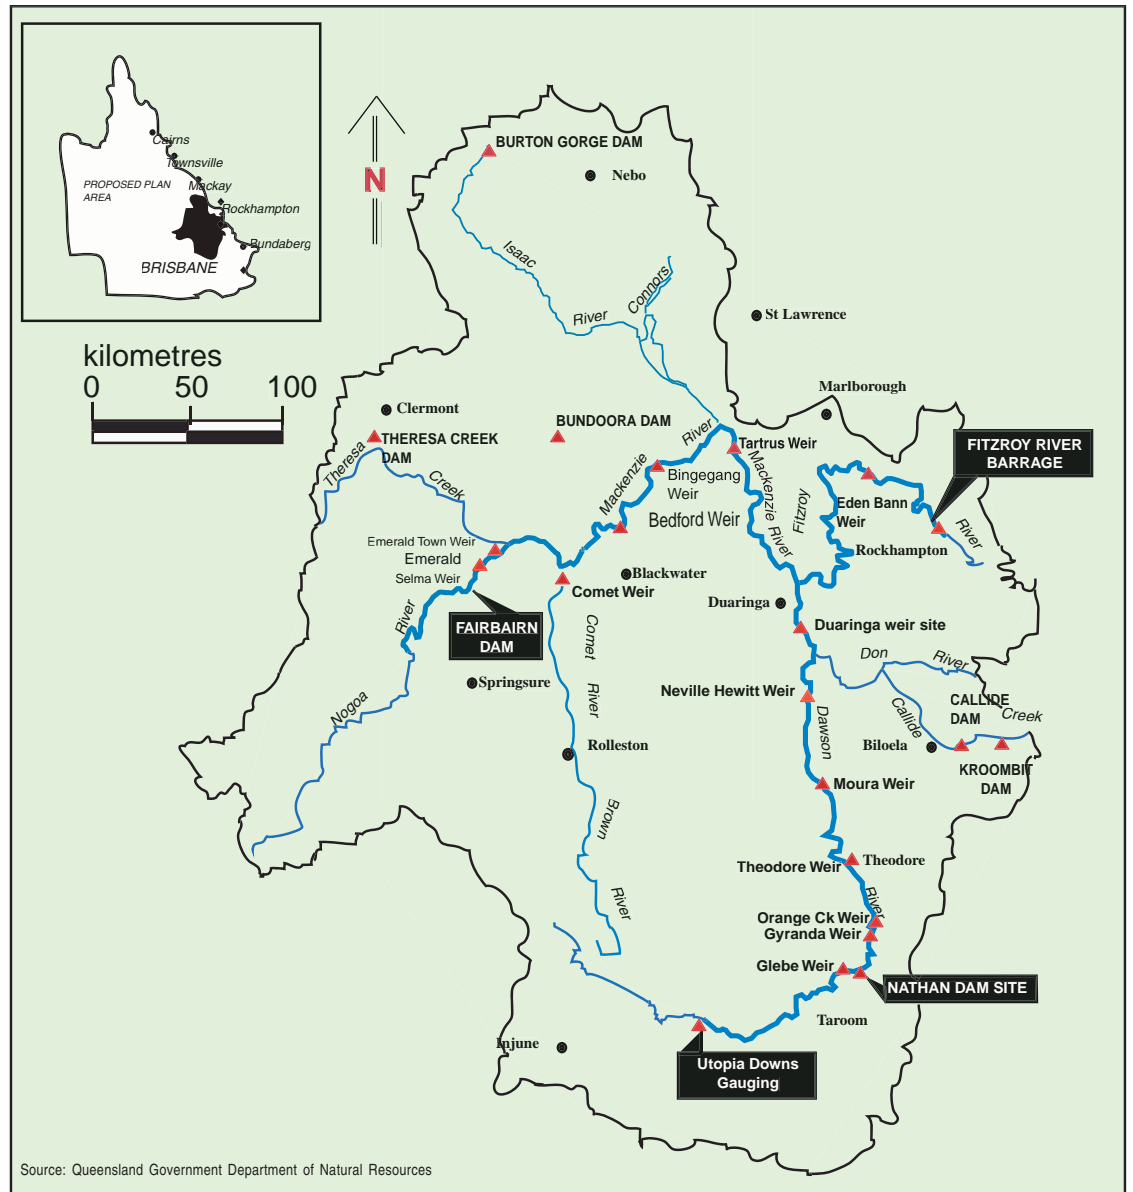 Cairns
Townsville
PROPOSED PLAN
AREA
Mackay
Rockhampton
Bundaberg
BRISBANE
N
kilometres
0 50 100
BURTON GORGE DAM
Nebo
Isaac
River
Connors
St Lawrence
Marlborough
Clermont
THERESA CREEK
DAM
Theresa
Creek
BUNDOORA DAM
River
Mackenzie
Tartrus Weir
Mackenzie River
Bingegang
Weir
Bedford Weir
FITZROY RIVER
BARRAGE
Fitzroy
Eden Bann
Weir
River
Rockhampton
Emerald Town Weir
Emerald
Selma Weir
Blackwater
Comet Weir
Duaringa
Duaringa weir site
FAIRBAIRN
DAM
River
Nogoa
Comet
River
Springsure
Don
River
Neville Hewitt Weir
Dawson
Callide
CALLIDE
DAM
Creek
Biloela
KROOMBIT
DAM
Rolleston
Moura Weir
Brown
River
Theodore Weir
Theodore
River
Orange Ck Weir
Gyranda Weir
Glebe Weir
NATHAN DAM SITE
Taroom
Injune
Utopia Downs
Gauging
Source: Queensland Government Department of Natural Resources